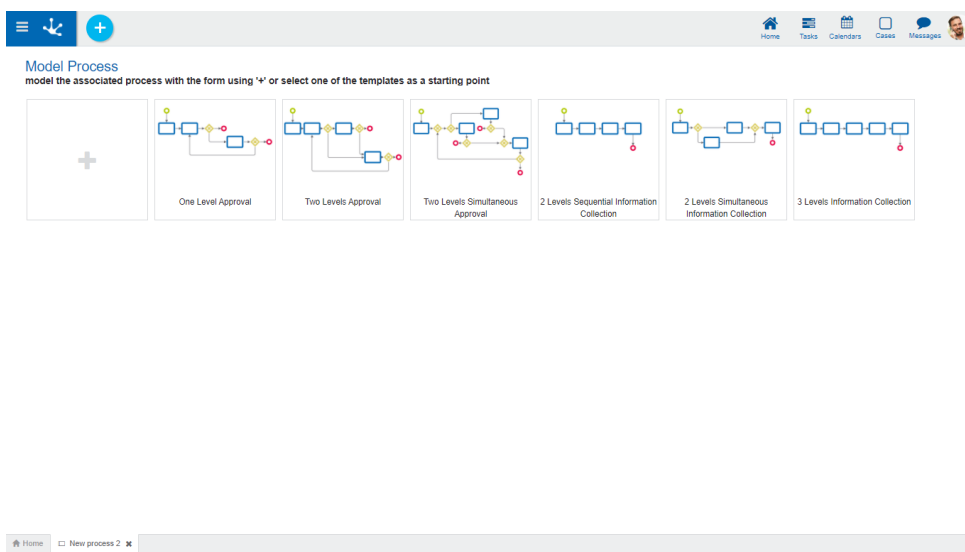 Home
Tasks
Calendars
Cases
Messages
Model Process
model the associated process with the form using '+' or select one of the templates as a starting point
One Level Approval
Two Levels Approval
Two Levels Simultaneous
Approval
2 Levels Sequential Information
Collection
2 Levels Simultaneous
Information Collection
3 Levels Information Collection
Home
New process 2